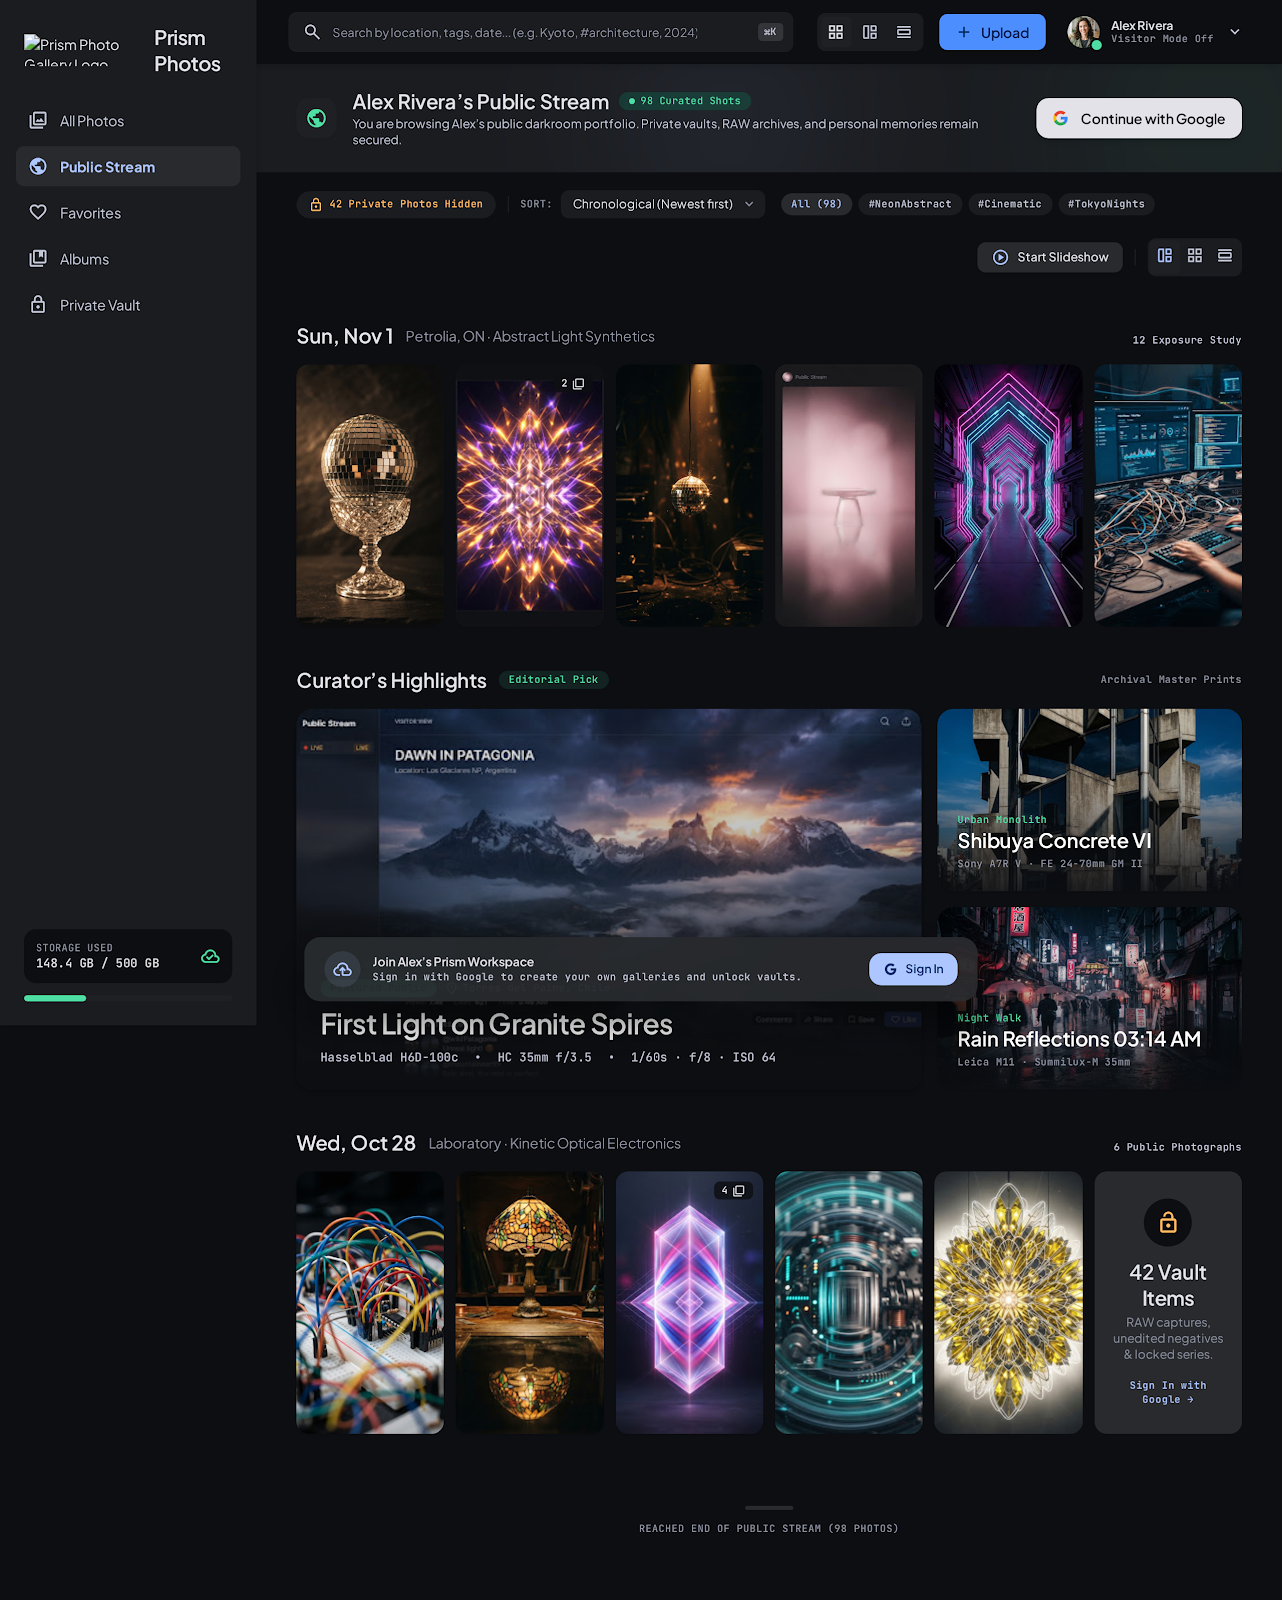 Prism Photo
Gallery Logo
Prism
Photos
All Photos
Public Stream
Favorites
Albums
Private Vault
STORAGE USED
148.4 GB / 500 GB
Search by location, tags, date... (e.g. Kyoto, #architecture, 2024)
⌘K
Upload
Alex Rivera
Visitor Mode Off
Alex Rivera's Public Stream
98 Curated Shots
You are browsing Alex's public darkroom portfolio. Private vaults, RAW archives, and personal memories remain
secured.
Continue with Google
42 Private Photos Hidden
SORT:
Chronological (Newest first)
All (98)
#NeonAbstract
#Cinematic
#TokyoNights
Start Slideshow
Sun, Nov 1
Petrolia, ON · Abstract Light Synthetics
12 Exposure Study
2
Public Stream
Curator's Highlights
Editorial Pick
Archival Master Prints
Public Stream
LIVE
LIVE
VISITOR VIEW
DAWN IN PATAGONIA
Location: Los Glaciares NP, Argentina
Urban Monolith
Shibuya Concrete VI
Sony A7R V · FE 24-70mm GM II
Join Alex's Prism Workspace
Sign in with Google to create your own galleries and unlock vaults.
Sign In
First Light on Granite Spires
Comments
Share
Save
Like
Hasselblad H6D-100c • HC 35mm f/3.5 • 1/60s · f/8 · ISO 64
Night Walk
Rain Reflections 03:14 AM
Leica M11 · Summilux-M 35mm
Wed, Oct 28
Laboratory · Kinetic Optical Electronics
6 Public Photographs
4
42 Vault
Items
RAW captures,
unedited negatives
& locked series.
Sign In with
Google →
REACHED END OF PUBLIC STREAM (98 PHOTOS)